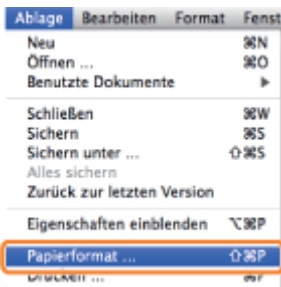 Ablage Bearbeiten Format Fenst
Neu ⌘N
Öffnen ... ⌘O
Benutzte Dokumente ▶
Schließen ⌘W
Sichern ⌘S
Sichern unter ... ⇧⌘S
Alles sichern
Zurück zur letzten Version
Eigenschaften einblenden ⌥⌘P
Papierformat ... ⇧⌘P
Drucken ... ⌘P